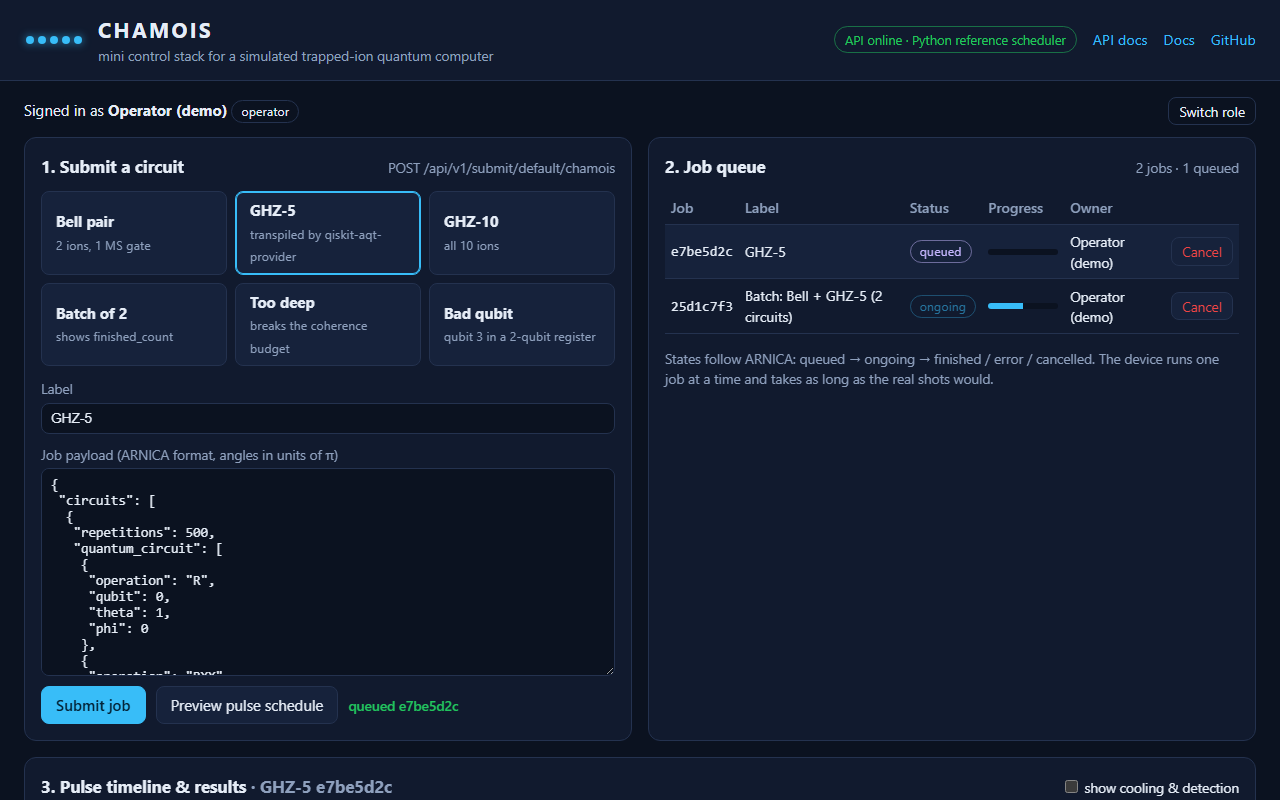 CHAMOIS
mini control stack for a simulated trapped-ion quantum computer
API online · Python reference scheduler
API docs
Docs
GitHub
Signed in as Operator (demo) operator
Switch role
1. Submit a circuit
POST /api/v1/submit/default/chamois
Bell pair
2 ions, 1 MS gate
GHZ-5
transpiled by qiskit-aqt-
provider
GHZ-10
all 10 ions
Batch of 2
shows finished_count
Too deep
breaks the coherence
budget
Bad qubit
qubit 3 in a 2-qubit register
Label
GHZ-5
Job payload (ARNICA format, angles in units of π)
{
"circuits": [
{
"repetitions": 500,
"quantum_circuit": [
{
"operation": "R",
"qubit": 0,
"theta": 1,
"phi": 0
},
{
"operation": "RXX"
Submit job
Preview pulse schedule
queued e7be5d2c
2. Job queue
2 jobs · 1 queued
Job Label Status Progress Owner
e7be5d2c GHZ-5 queued Operator
(demo) Cancel
25d1c7f3 Batch: Bell + GHZ-5 (2
circuits) ongoing Operator
(demo) Cancel
States follow ARNICA: queued → ongoing → finished / error / cancelled. The device runs one
job at a time and takes as long as the real shots would.
3. Pulse timeline & results · GHZ-5 e7be5d2c
show cooling & detection